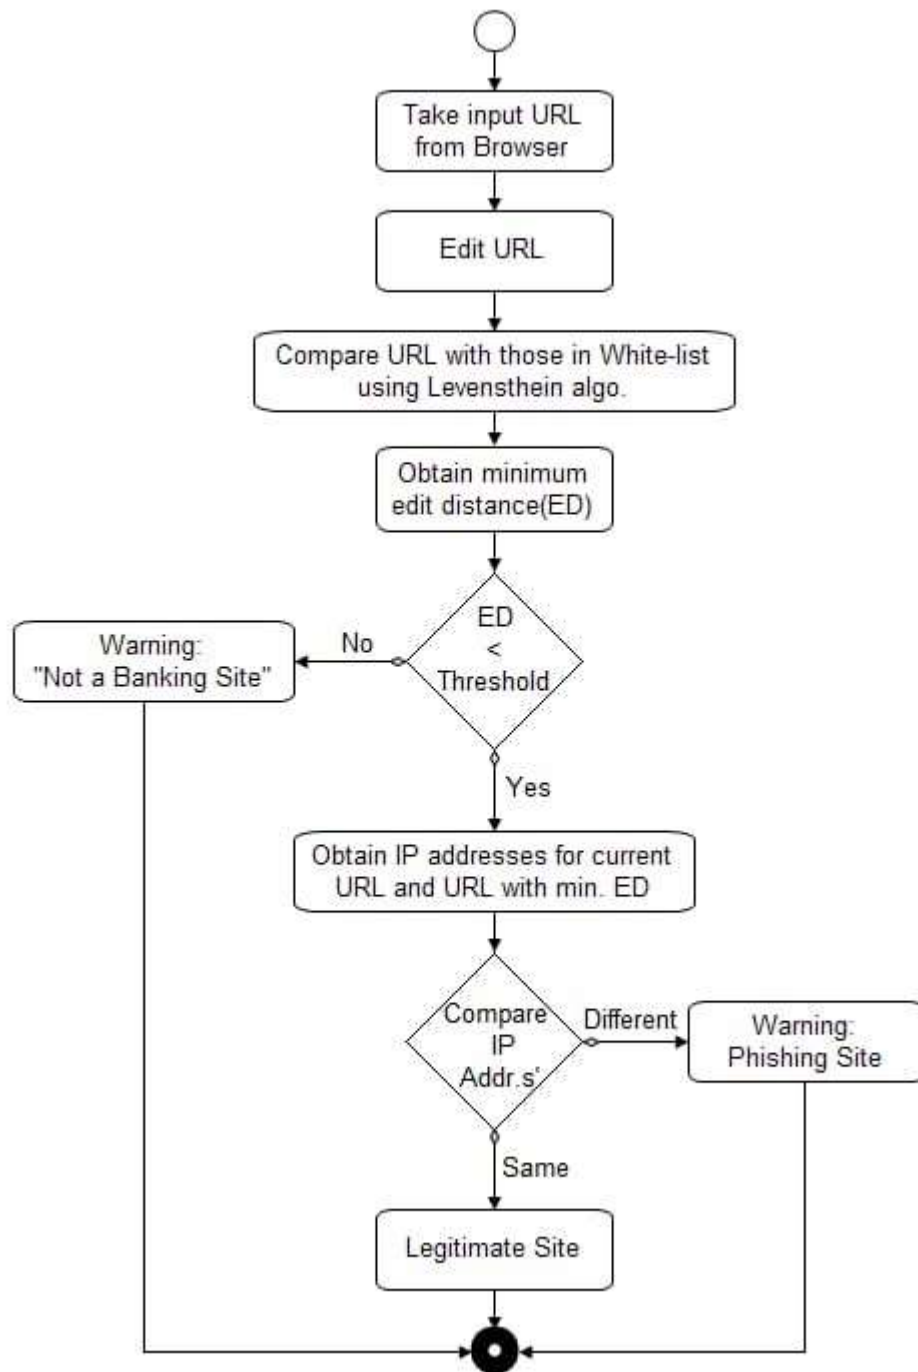 Take input URL
from Browser
Edit URL
Compare URL with those in White-list
using Levensthein algo.
Obtain minimum
edit distance(ED)
ED
<
Threshold
No
Warning:
"Not a Banking Site"
Yes
Obtain IP addresses for current
URL and URL with min. ED
Compare
IP
Addr.s'
Different
Warning:
Phishing Site
Same
Legitimate Site